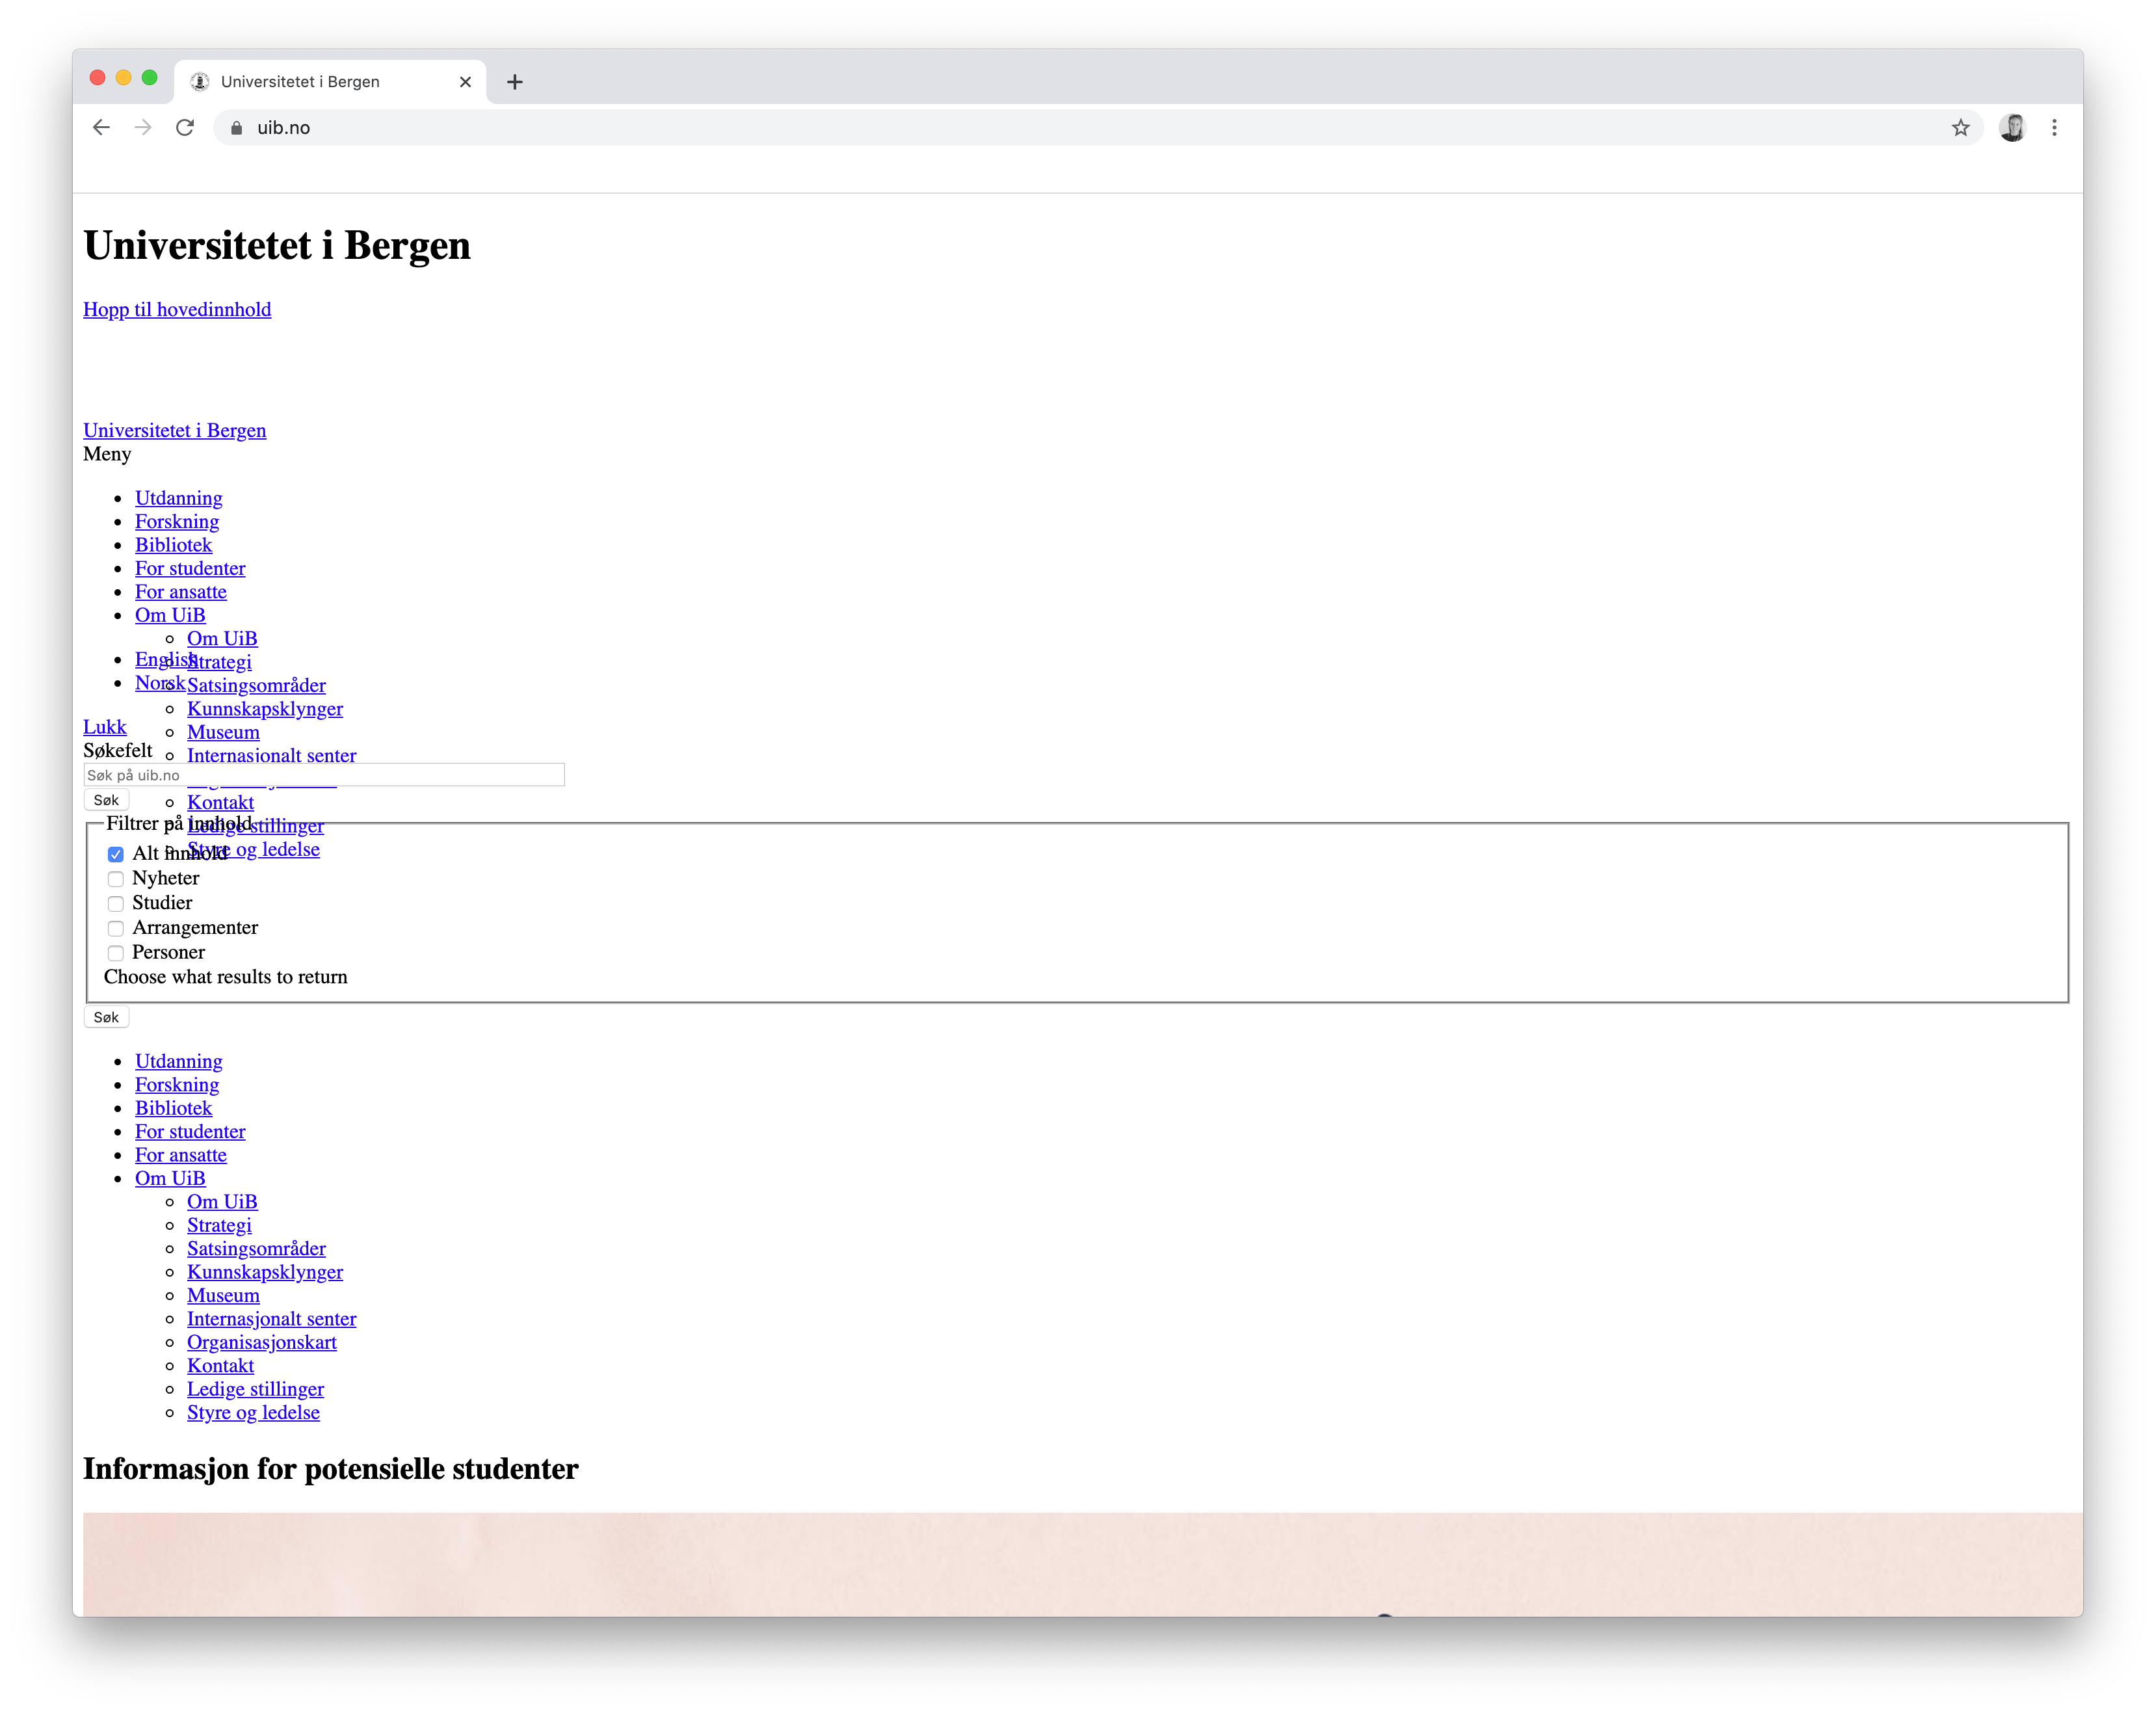 Universitetet i Bergen
uib.no
Universitetet i Bergen
Hopp til hovedinnhold
Universitetet i Bergen
Meny
Utdanning
Forskning
Bibliotek
For studenter
For ansatte
Om UiB
Om UiB
English
Strategi
Norsk
Satsingsområder
Kunnskapsklynger
Lukk
Museum
Søkefelt
Internasjonalt senter
Søk på uib.no
Søk
Kontakt
Filtrer på innhold
Ledige stillinger
Alt innhold
Styre og ledelse
Nyheter
Studier
Arrangementer
Personer
Choose what results to return
Søk
Utdanning
Forskning
Bibliotek
For studenter
For ansatte
Om UiB
Om UiB
Strategi
Satsingsområder
Kunnskapsklynger
Museum
Internasjonalt senter
Organisasjonskart
Kontakt
Ledige stillinger
Styre og ledelse
Informasjon for potensielle studenter